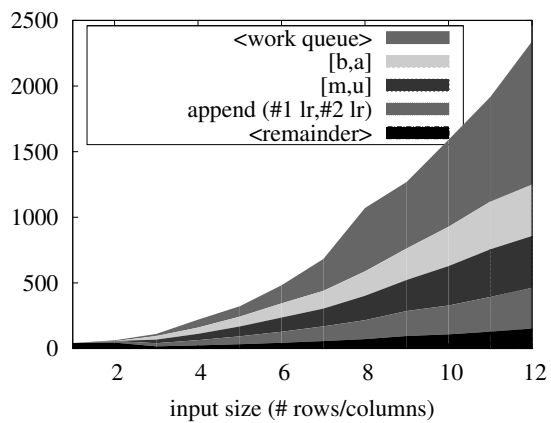 2500
2000
1500
1000
500
0
<work queue>
[b,a]
[m,u]
append (#1 lr,#2 lr)
<remainder>
2 4 6 8 10 12
input size (# rows/columns)